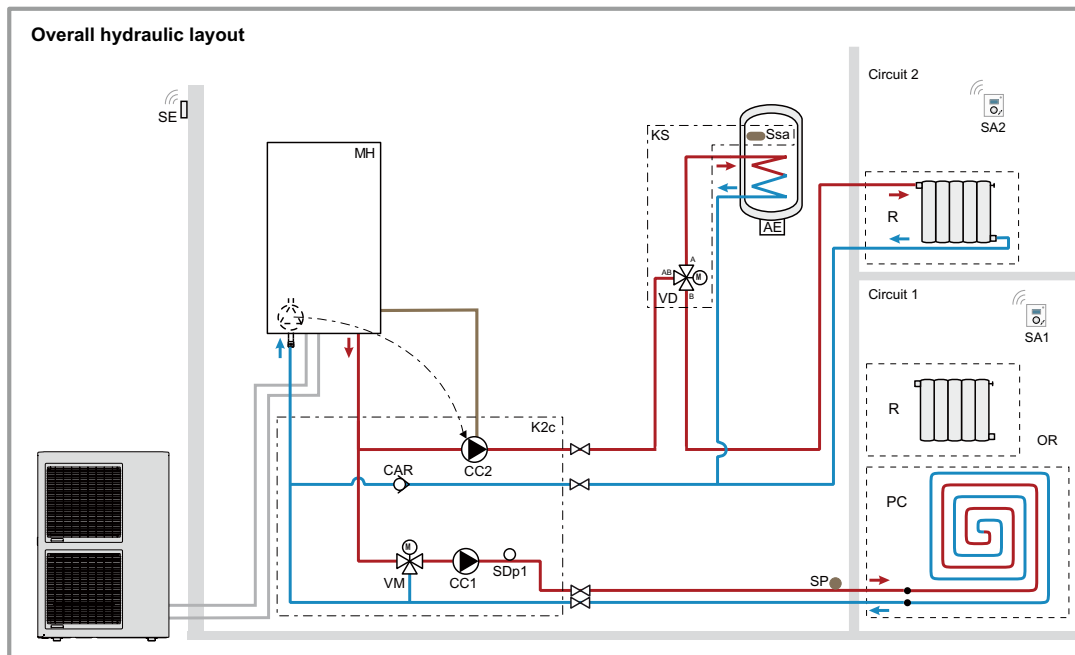 Overall hydraulic layout
Circuit 2
SE
SA2
KS
Ssa
MH
R
AE
A
AB
M
B
VD
Circuit 1
SA1
K2c
R
OR
CC2
CAR
PC
M
VM
CC1
SDp1
SP